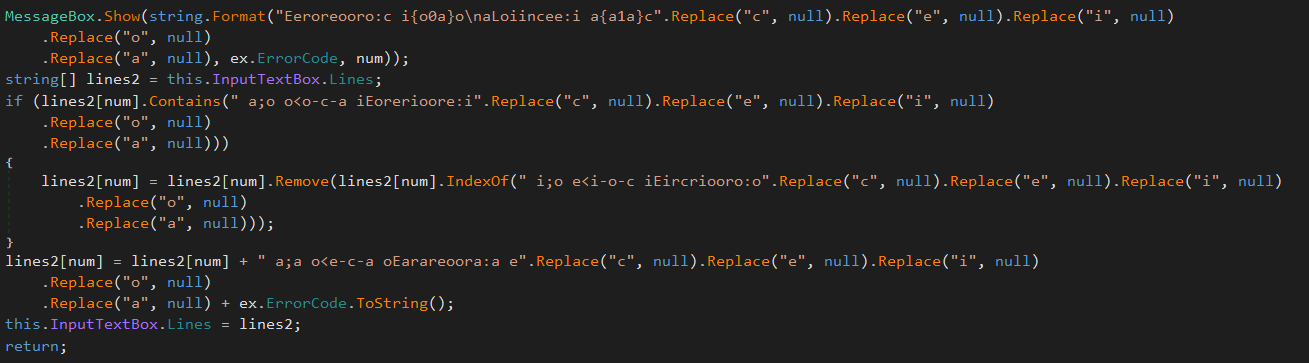 MessageBox.Show(string.Format("Eeroreooro:c i{o0a}o\naLoiincee:i a{a1a}c".Replace("c", null).Replace("e", null).Replace("i", null)
.Replace("o", null)
.Replace("a", null), ex.ErrorCode, num));
string[] lines2 = this.InputTextBox.Lines;
if (lines2[num].Contains(" a;o o<o-c-a iEorerioore:i".Replace("c", null).Replace("e", null).Replace("i", null)
.Replace("o", null)
.Replace("a", null)))
{
lines2[num] = lines2[num].Remove(lines2[num].IndexOf(" i;o e<i-o-c iEircriooro:o".Replace("c", null).Replace("e", null).Replace("i", null)
.Replace("o", null)
.Replace("a", null)));
}
lines2[num] = lines2[num] + " a;a o<e-c-a oEarareoora:a e".Replace("c", null).Replace("e", null).Replace("i", null)
.Replace("o", null)
.Replace("a", null) + ex.ErrorCode.ToString();
this.InputTextBox.Lines = lines2;
return;